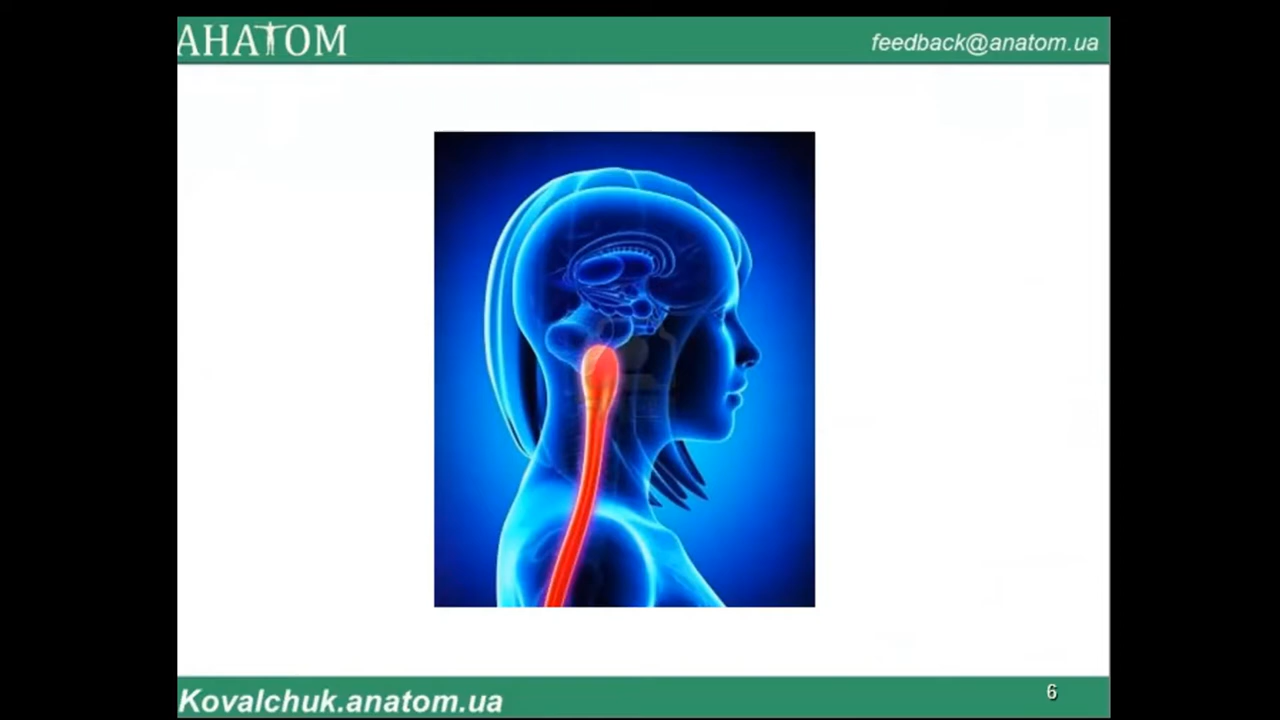 АНАТОМ
feedback@anatom.ua
Kovalchuk.anatom.ua
6